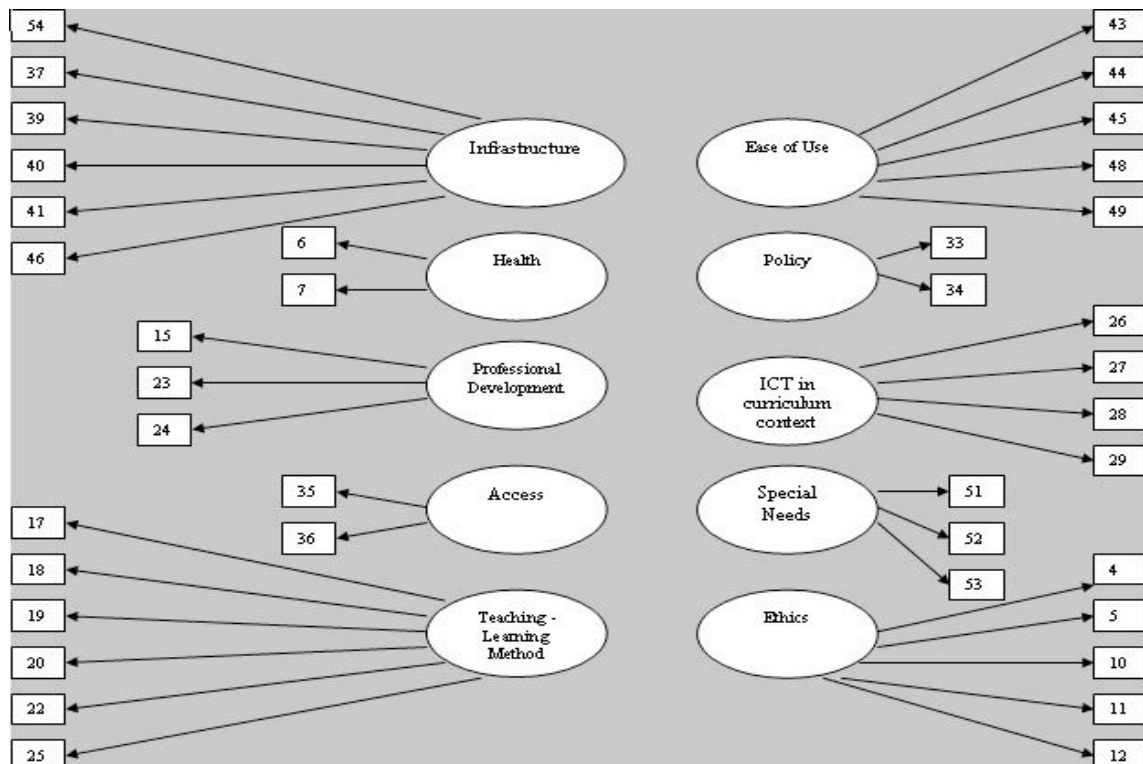 54
37
39
40
41
46
Infrastructure
6
7
Health
15
23
24
Professional
Development
35
36
Access
17
18
19
20
22
25
Teaching -
Learning
Method
Ease of Use
43
44
45
48
49
Policy
33
34
ICT in
curriculum
context
26
27
28
29
Special
Needs
51
52
53
Ethics
4
5
10
11
12